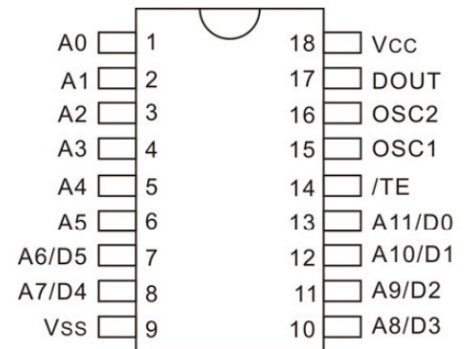 A0 1 18 Vcc
A1 2 17 DOUT
A2 3 16 OSC2
A3 4 15 OSC1
A4 5 14 /TE
A5 6 13 A11/D0
A6/D5 7 12 A10/D1
A7/D4 8 11 A9/D2
Vss 9 10 A8/D3